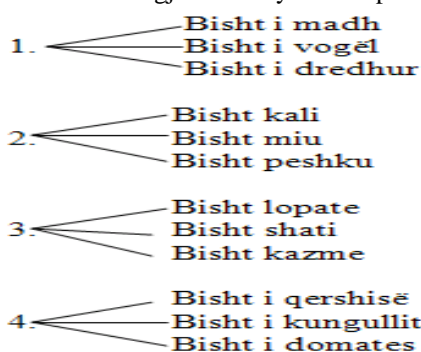 Bisht i madh
1. Bisht i vogël
Bisht i dredhur
Bisht kali
2. Bisht miu
Bisht peshku
Bisht lopate
3. Bisht shati
Bisht kazme
Bisht i qershisë
4. Bisht i kungullit
Bisht i domates